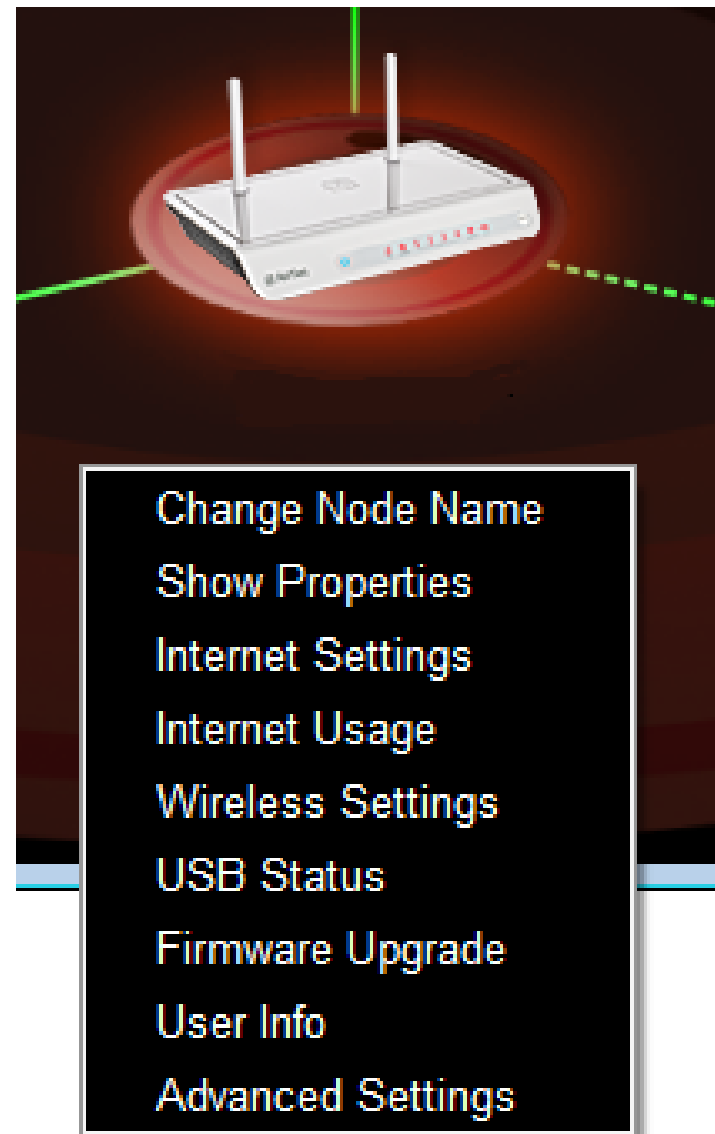 Change Node Name
Show Properties
Internet Settings
Internet Usage
Wireless Settings
USB Status
Firmware Upgrade
User Info
Advanced Settings